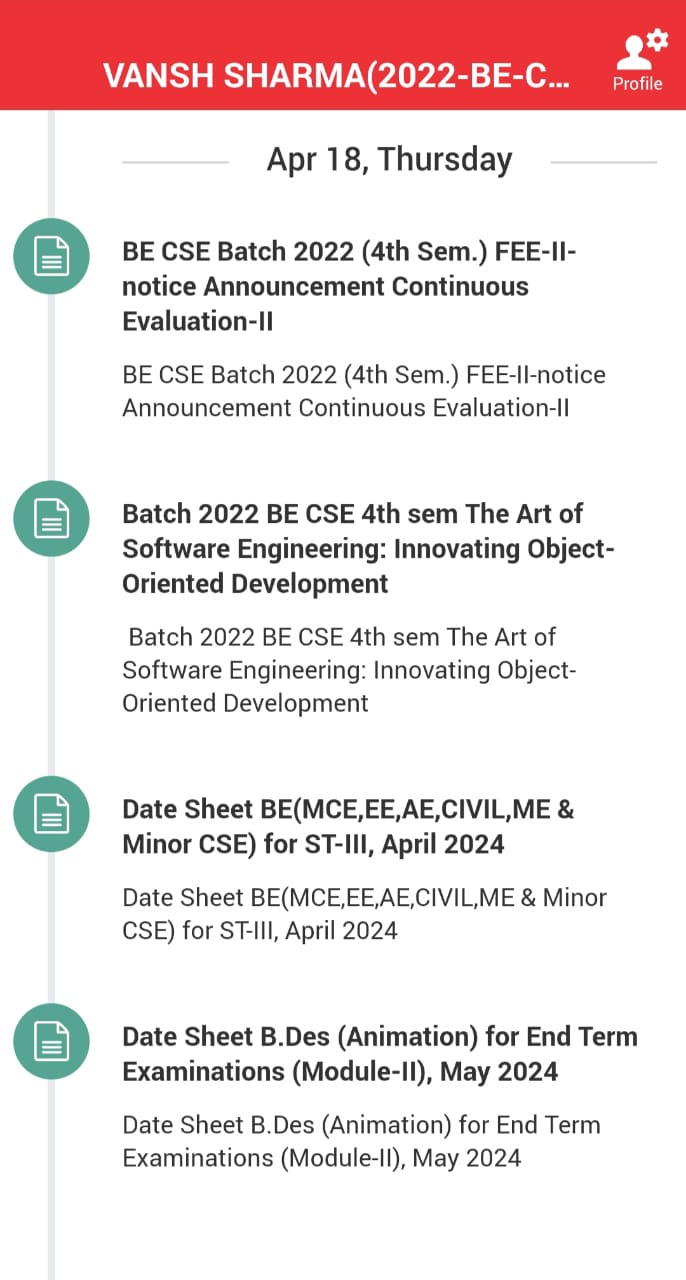 VANSH SHARMA(2022-BE-C...
Profile
Apr 18, Thursday
BE CSE Batch 2022 (4th Sem.) FEE-II-
notice Announcement Continuous
Evaluation-II
BE CSE Batch 2022 (4th Sem.) FEE-II-notice
Announcement Continuous Evaluation-II
Batch 2022 BE CSE 4th sem The Art of
Software Engineering: Innovating Object-
Oriented Development
Batch 2022 BE CSE 4th sem The Art of
Software Engineering: Innovating Object-
Oriented Development
Date Sheet BE(MCE,EE,AE,CIVIL,ME &
Minor CSE) for ST-III, April 2024
Date Sheet BE(MCE,EE,AE,CIVIL,ME & Minor
CSE) for ST-III, April 2024
Date Sheet B.Des (Animation) for End Term
Examinations (Module-II), May 2024
Date Sheet B.Des (Animation) for End Term
Examinations (Module-II), May 2024